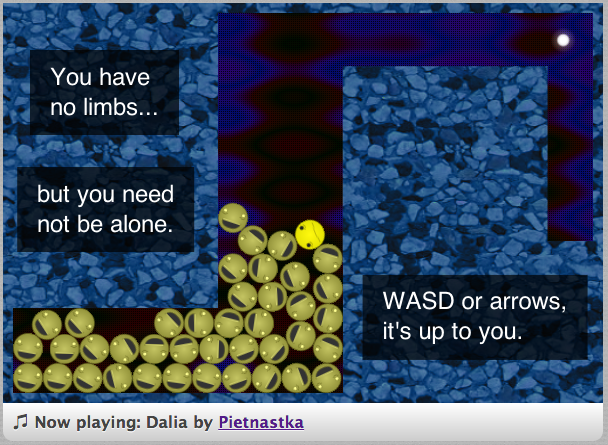 You have
no limbs...
but you need
not be alone.
WASD or arrows,
it's up to you.
♫ Now playing: Dalia by Pietnastka